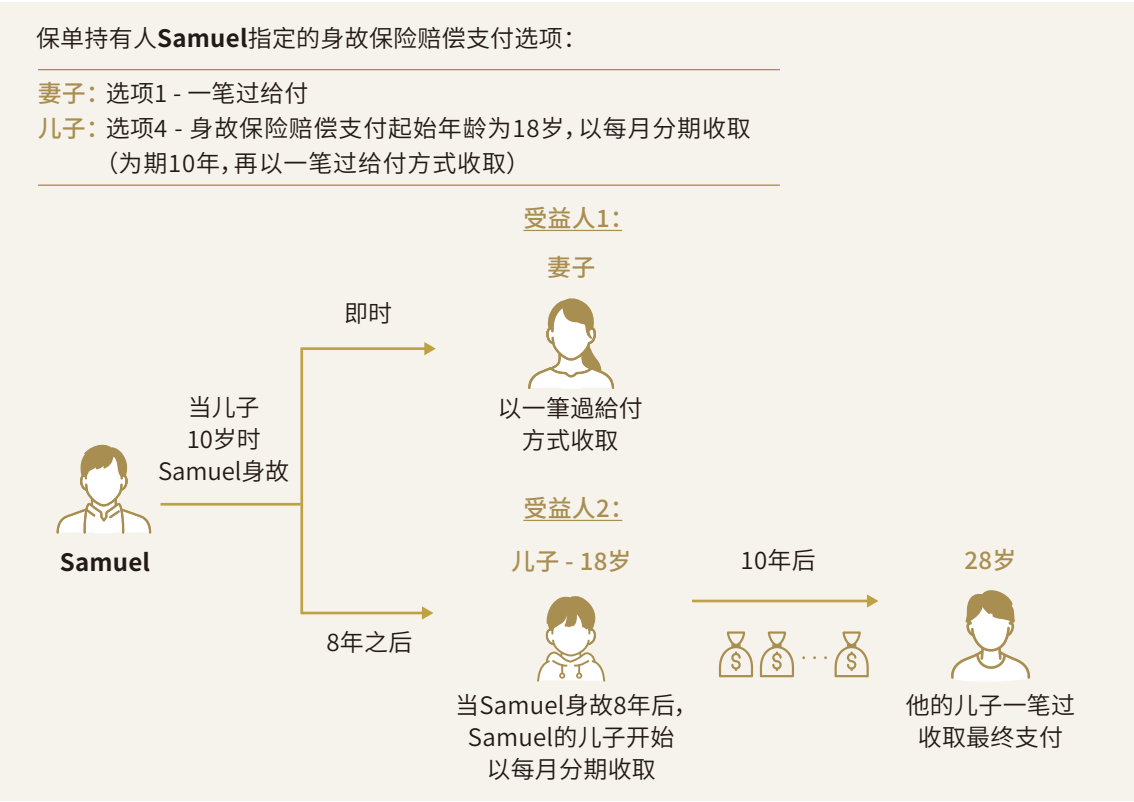 保单持有人Samuel指定的身故保险赔偿支付选项：
妻子：选项1 - 一笔过给付
儿子：选项4 - 身故保险赔偿支付起始年龄为18岁，以每月分期收取
（为期10年，再以一笔过给付方式收取）
受益人1：
妻子
即时
以一筆過給付
方式收取
当儿子
10岁时
Samuel身故
Samuel
受益人2：
儿子 - 18岁
8年之后
当Samuel身故8年后，
Samuel的儿子开始
以每月分期收取
10年后
$ $ ... $
28岁
他的儿子一笔过
收取最终支付